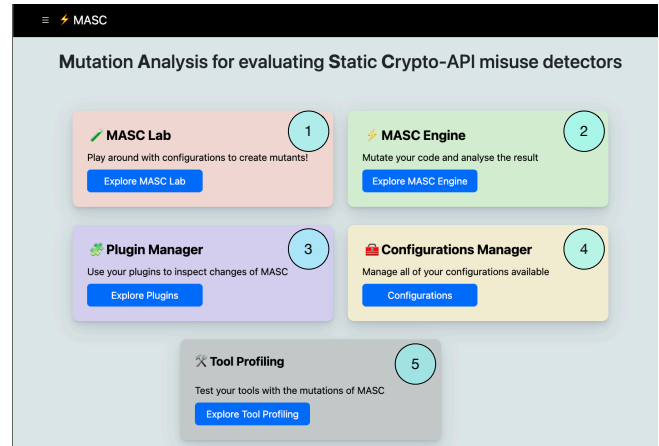 ≡ ⚡ MASC
Mutation Analysis for evaluating Static Crypto-API misuse detectors
MASC Lab
1
Play around with configurations to create mutants!
Explore MASC Lab
MASC Engine
2
Mutate your code and analyse the result
Explore MASC Engine
Plugin Manager
3
Use your plugins to inspect changes of MASC
Explore Plugins
Configurations Manager
4
Manage all of your configurations available
Configurations
Tool Profiling
5
Test your tools with the mutations of MASC
Explore Tool Profiling